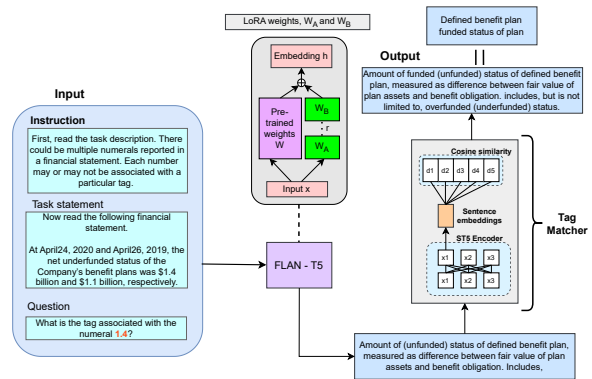 Input
Instruction
First, read the task description. There
could be multiple numerals reported in
a financial statement. Each number
may or may not be associated with a
particular tag.
Task statement
Now read the following financial
statement.
At April24, 2020 and April26, 2019, the
net underfunded status of the
Company's benefit plans was $1.4
billion and $1.1 billion, respectively.
Question
What is the tag associated with the
numeral 1.4?
LoRA weights, WA and WB
Embedding h
Pre-
trained
weights
W
WB
r
WA
Input x
FLAN - T5
Defined benefit plan
funded status of plan
Output
Amount of funded (unfunded) status of defined benefit
plan, measured as difference between fair value of
plan assets and benefit obligation. includes, but is not
limited to, overfunded (underfunded) status.
Cosine similarity
d1 d2 d3 d4 d5
Sentence
embeddings
ST5 Encoder
x1 x2 x3
x1 x2 x3
Tag
Matcher
Amount of (unfunded) status of defined benefit plan,
measured as difference between fair value of plan
assets and benefit obligation. Includes,